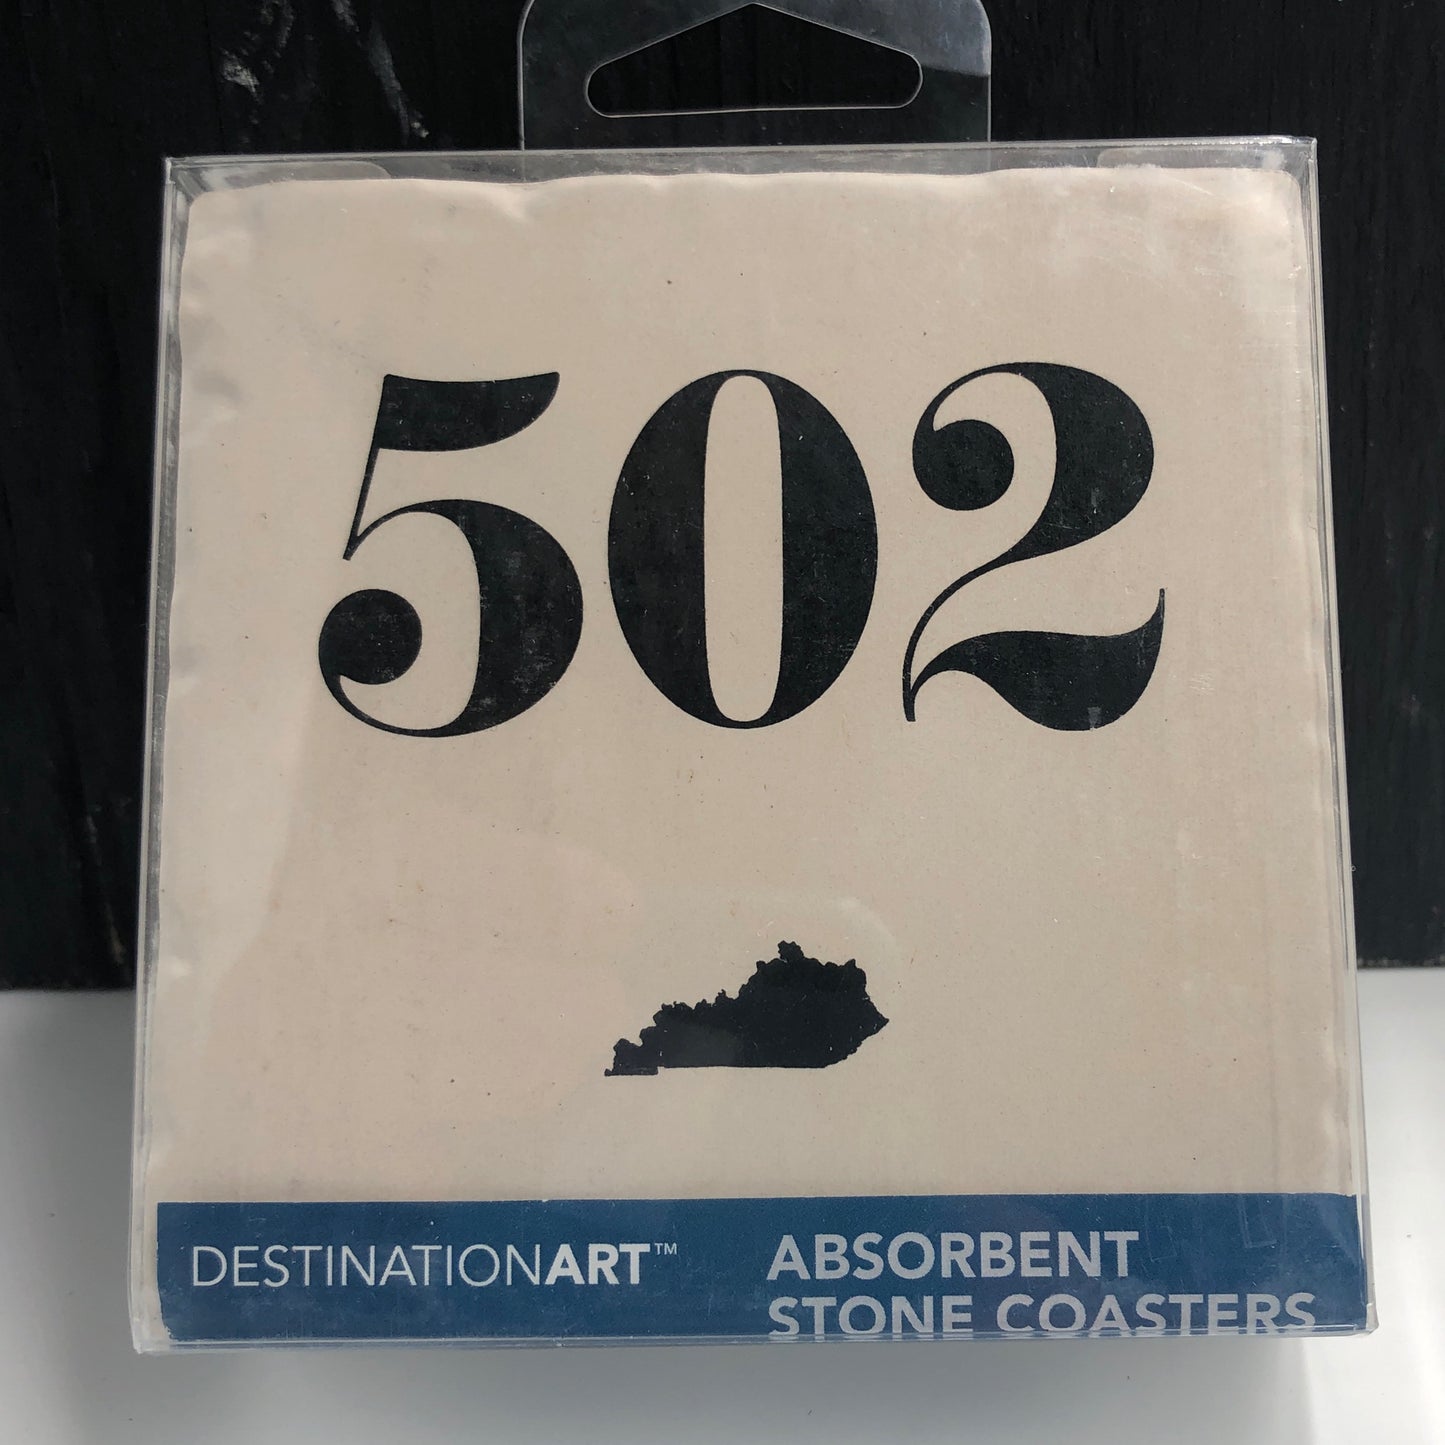 502
DESTINATIONART™
ABSORBENT
STONE COASTERS